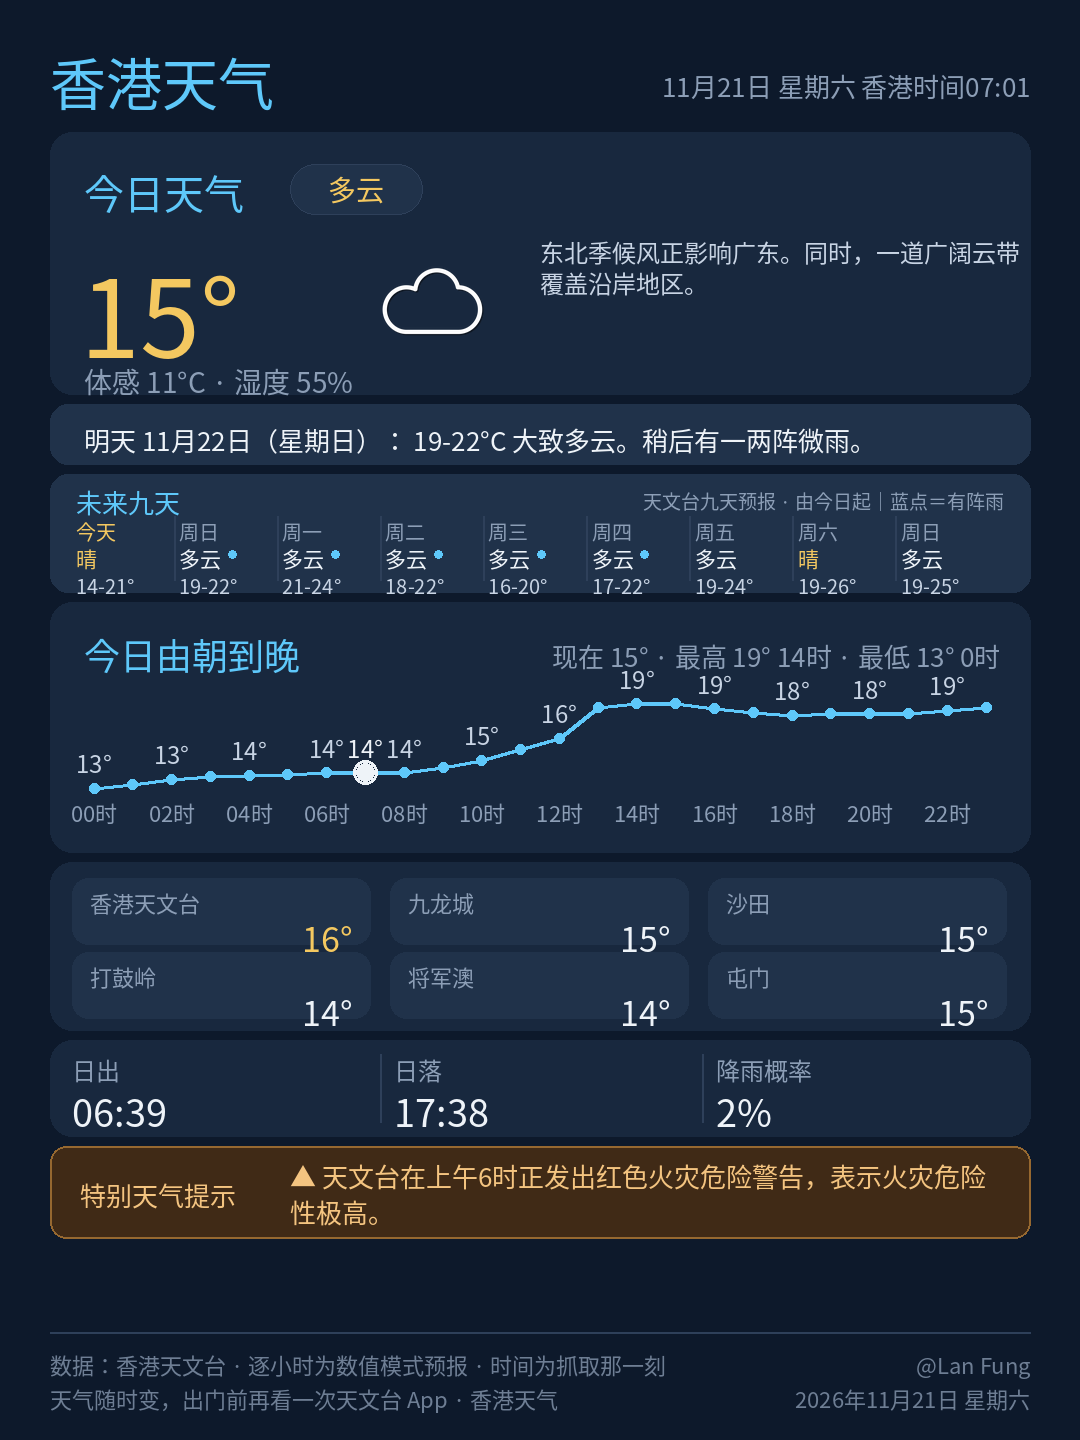 香港天气
11月21日 星期六 香港时间07:01
今日天气
多云
15°
东北季候风正影响广东。同时，一道广阔云带
覆盖沿岸地区。
体感 11°C · 湿度 55%
明天 11月22日（星期日）：19-22°C 大致多云。稍后有一两阵微雨。
未来九天
天文台九天预报 · 由今日起｜蓝点＝有阵雨
今天 周日 周一 周二 周三 周四 周五 周六 周日
晴 多云 多云 多云 多云 多云 多云 晴 多云
14-21° 19-22° 21-24° 18-22° 16-20° 17-22° 19-24° 19-26° 19-25°
今日由朝到晚
现在 15° · 最高 19° 14时 · 最低 13° 0时
13° 13° 14° 14° 14° 14° 15° 16° 19° 19° 18° 18° 19°
00时 02时 04时 06时 08时 10时 12时 14时 16时 18时 20时 22时
香港天文台 九龙城 沙田
16° 15° 15°
打鼓岭 将军澳 屯门
14° 14° 15°
日出 日落 降雨概率
06:39 17:38 2%
特别天气提示
▲ 天文台在上午6时正发出红色火灾危险警告，表示火灾危险
性极高。
数据：香港天文台 · 逐小时为数值模式预报 · 时间为抓取那一刻
@Lan Fung
天气随时变，出门前再看一次天文台 App · 香港天气
2026年11月21日 星期六